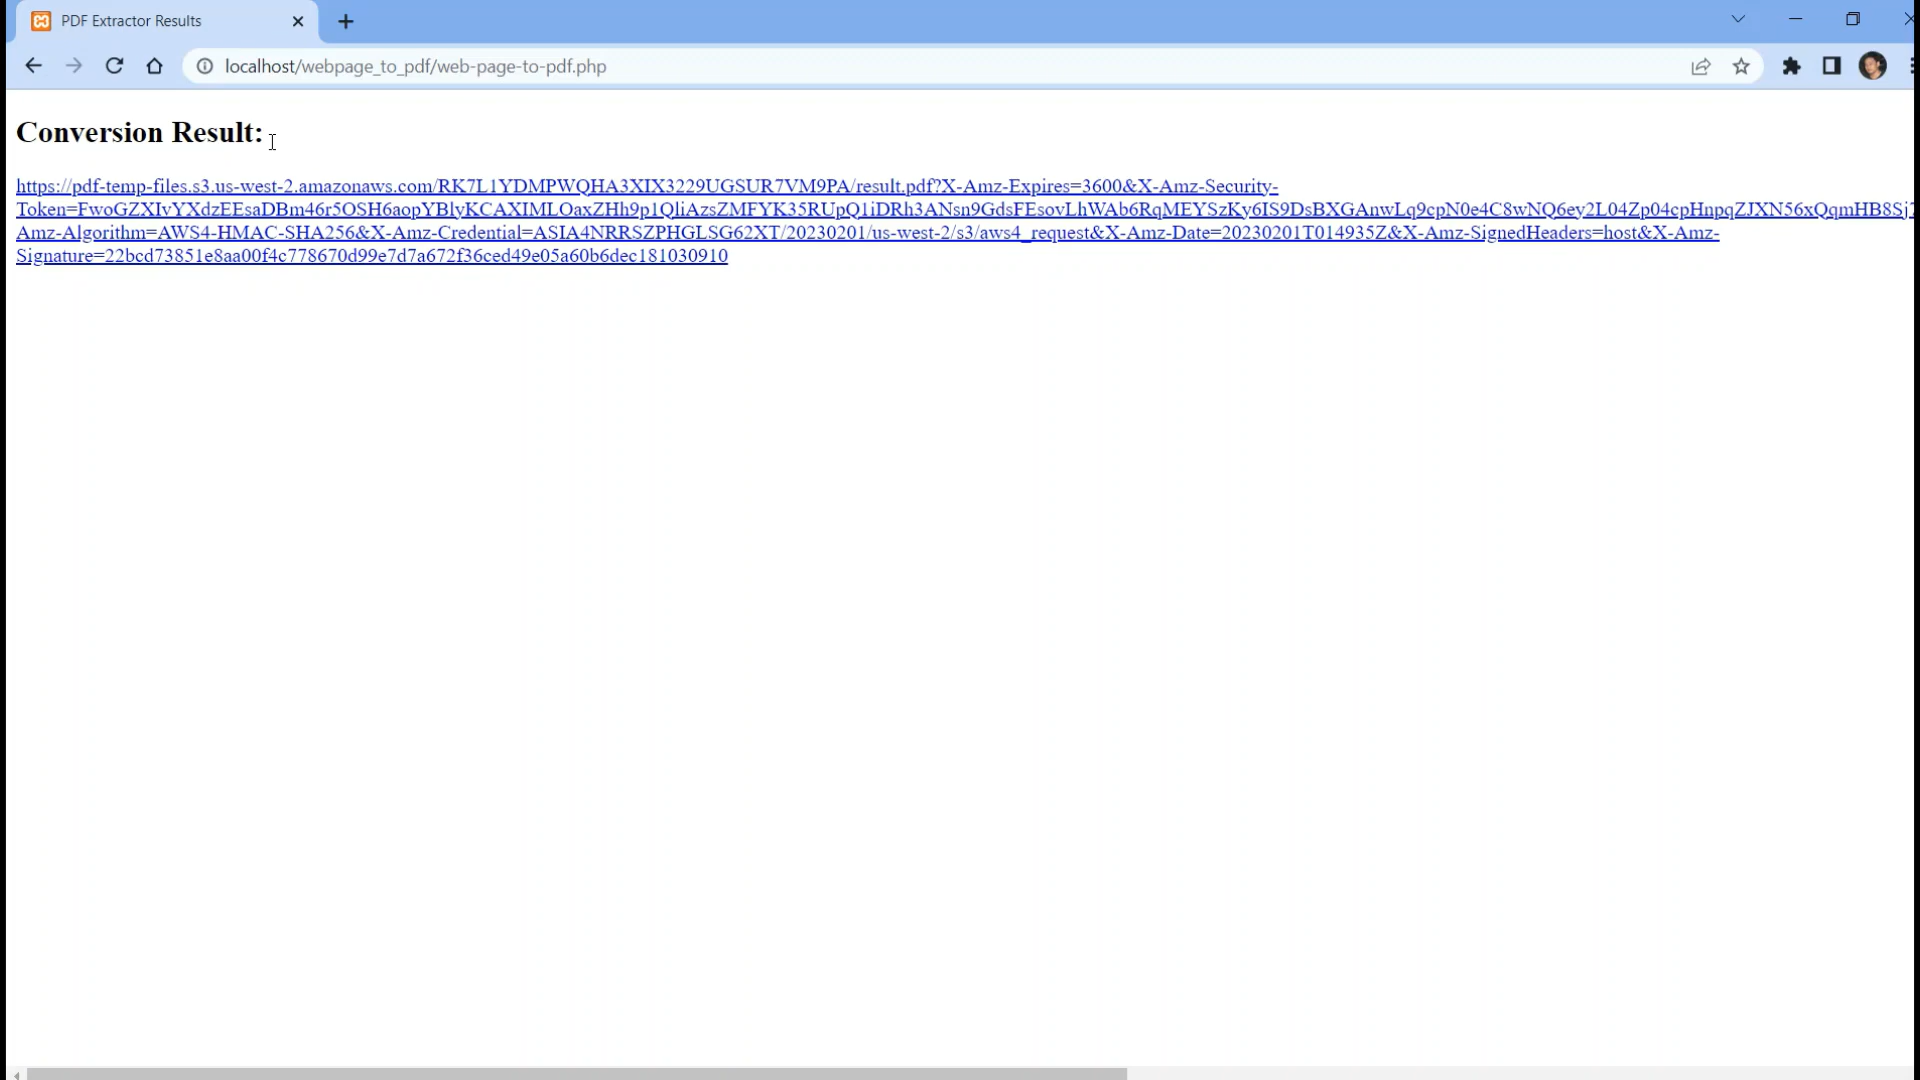 PDF Extractor Results
localhost/webpage_to_pdf/web-page-to-pdf.php
Conversion Result:
https://pdf-temp-files.s3.us-west-2.amazonaws.com/RK7L1YDMPWQHA3XIX3229UGSUR7VM9PA/result.pdf?X-Amz-Expires=3600&X-Amz-Security-
Token=FwoGZXIvYXdzEEsaDBm46r5OSH6aopYBlyKCAXIMLOaxZHh9p1QliAzsZMFYK35RUpQ1iDRh3ANsn9GdsFEsovLhWAb6RqMEYSzKy6IS9DsBXGAnwLq9cpN0e4C8wNQ6ey2L04Zp04cpHnpqZJXN56xQqmHB8Sj
Amz-Algorithm=AWS4-HMAC-SHA256&X-Amz-Credential=ASIA4NRRSZPHGLSG62XT/20230201/us-west-2/s3/aws4_request&X-Amz-Date=20230201T014935Z&X-Amz-SignedHeaders=host&X-Amz-
Signature=22bcd73851e8aa00f4c778670d99e7d7a672f36ced49e05a60b6dec181030910